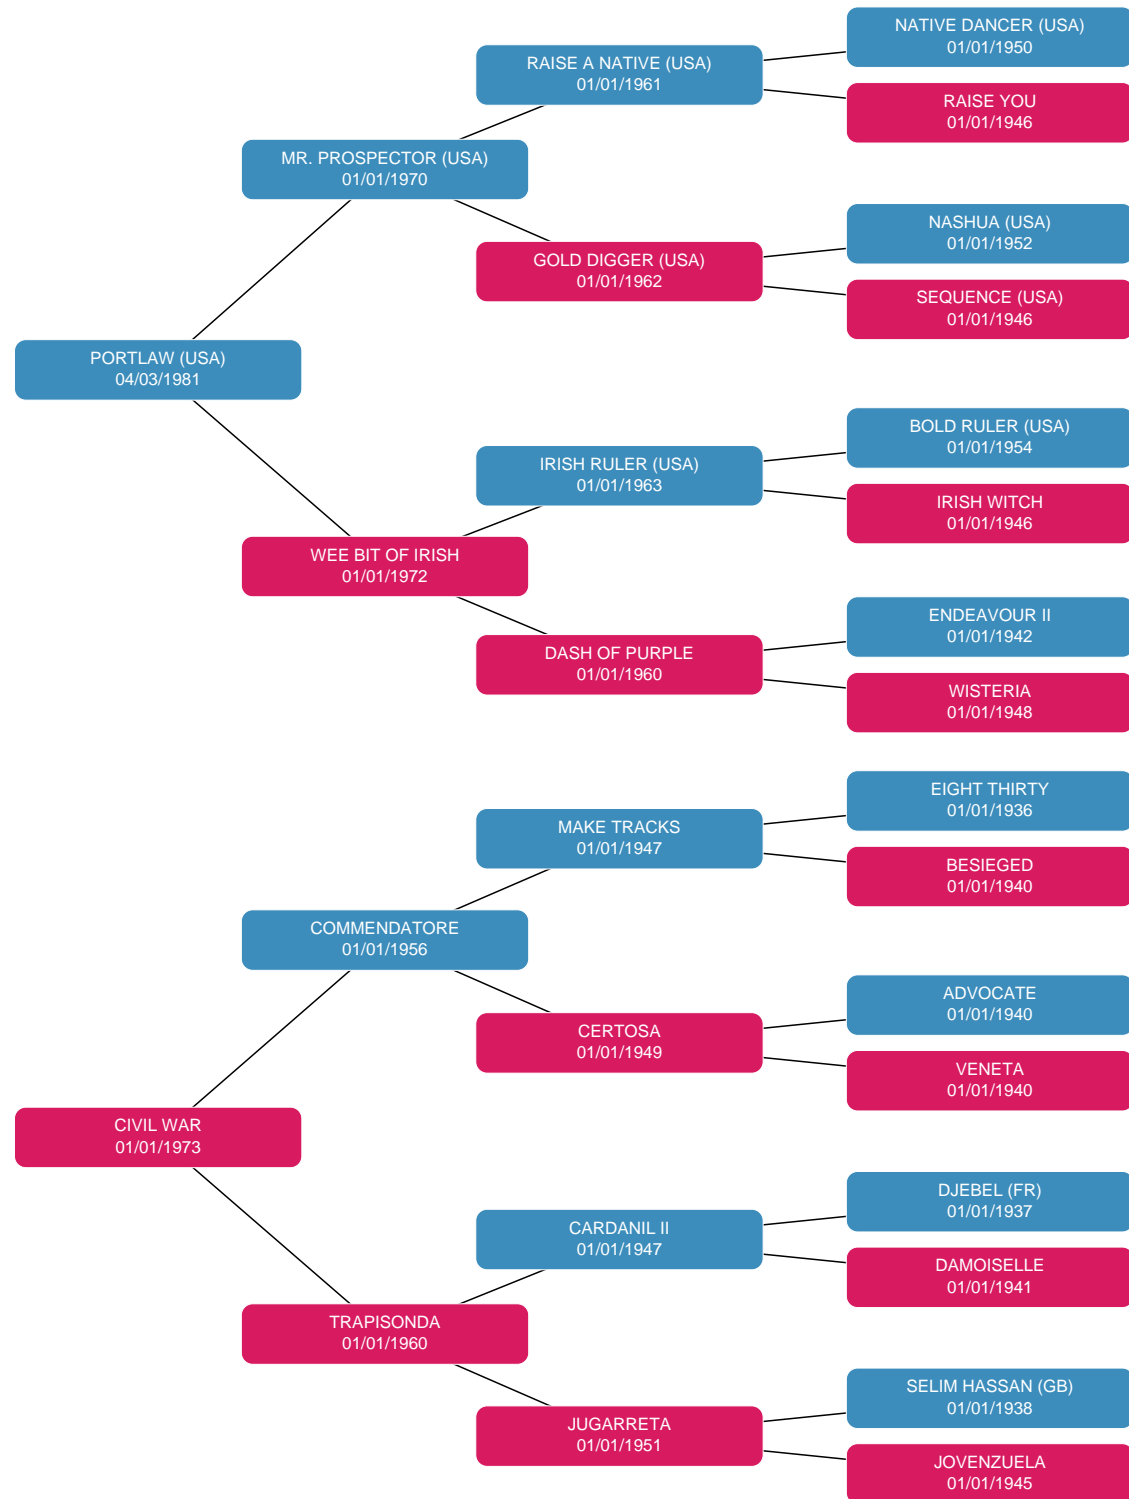 NATIVE DANCER (USA)
01/01/1950
RAISE A NATIVE (USA)
01/01/1961
RAISE YOU
01/01/1946
MR. PROSPECTOR (USA)
01/01/1970
NASHUA (USA)
01/01/1952
GOLD DIGGER (USA)
01/01/1962
SEQUENCE (USA)
01/01/1946
PORTLAW (USA)
04/03/1981
BOLD RULER (USA)
01/01/1954
IRISH RULER (USA)
01/01/1963
IRISH WITCH
01/01/1946
WEE BIT OF IRISH
01/01/1972
ENDEAVOUR II
01/01/1942
DASH OF PURPLE
01/01/1960
WISTERIA
01/01/1948
EIGHT THIRTY
01/01/1936
MAKE TRACKS
01/01/1947
BESIEGED
01/01/1940
COMMENDATORE
01/01/1956
ADVOCATE
01/01/1940
CERTOSA
01/01/1949
VENETA
01/01/1940
CIVIL WAR
01/01/1973
DJEBEL (FR)
01/01/1937
CARDANIL II
01/01/1947
DAMOISELLE
01/01/1941
TRAPISONDA
01/01/1960
SELIM HASSAN (GB)
01/01/1938
JUGARRETA
01/01/1951
JOVENZUELA
01/01/1945